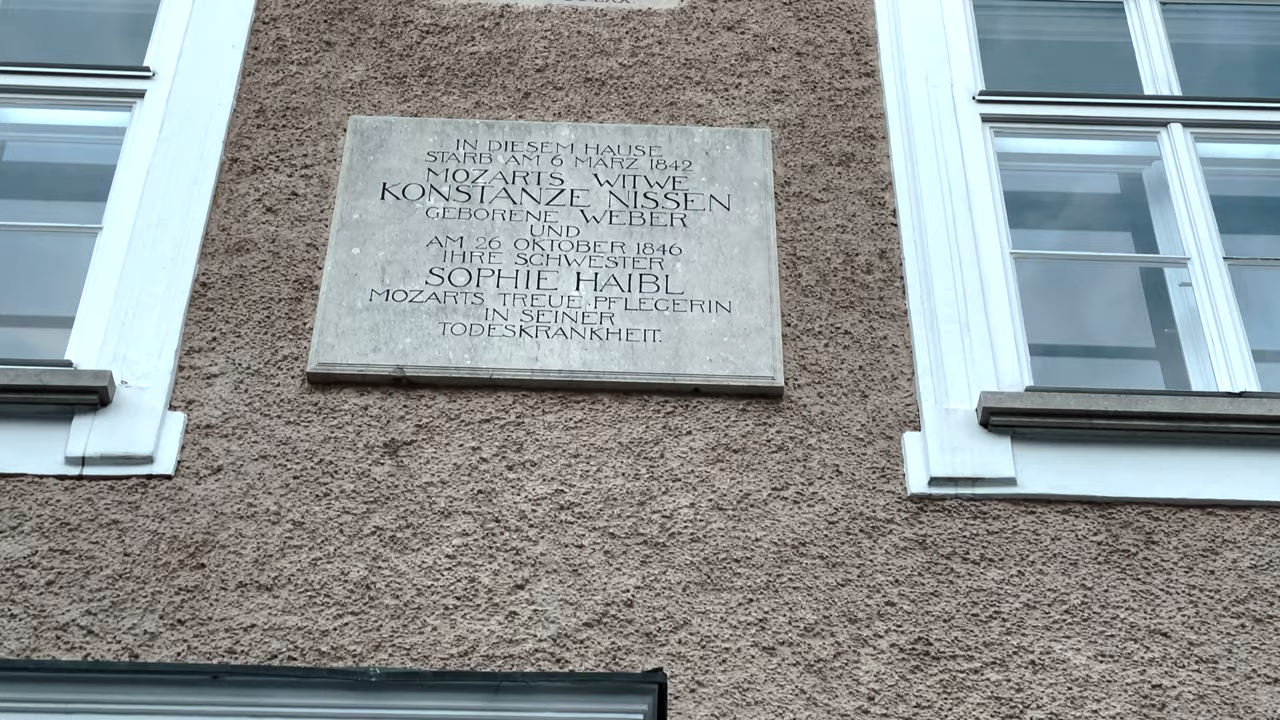 IN DIESEM HAUSE
STARB AM 6 MÄRZ 1842
MOZARTS WITWE
KONSTANZE NISSEN
GEBORENE WEBER
UND
AM 26 OKTOBER 1846
IHRE SCHWESTER
SOPHIE HAIBL
MOZARTS TREUE PFLEGERIN
IN SEINER
TODESKRANKHEIT.